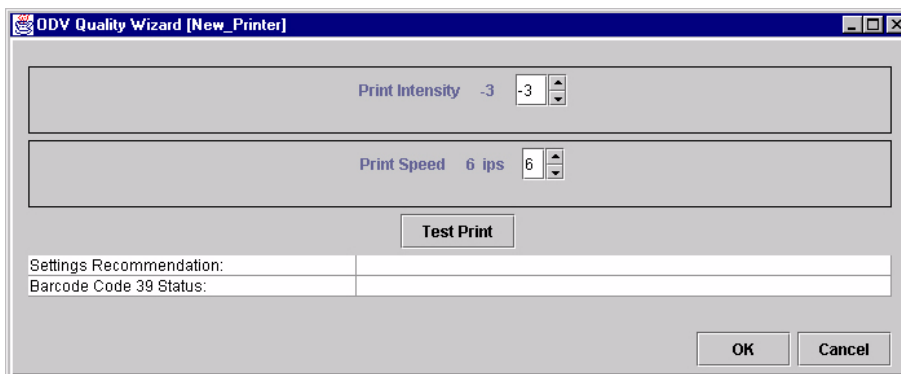 ODV Quality Wizard [New_Printer]
Print Intensity -3 -3
Print Speed 6 ips 6
Test Print
Settings Recommendation:
Barcode Code 39 Status:
OK Cancel